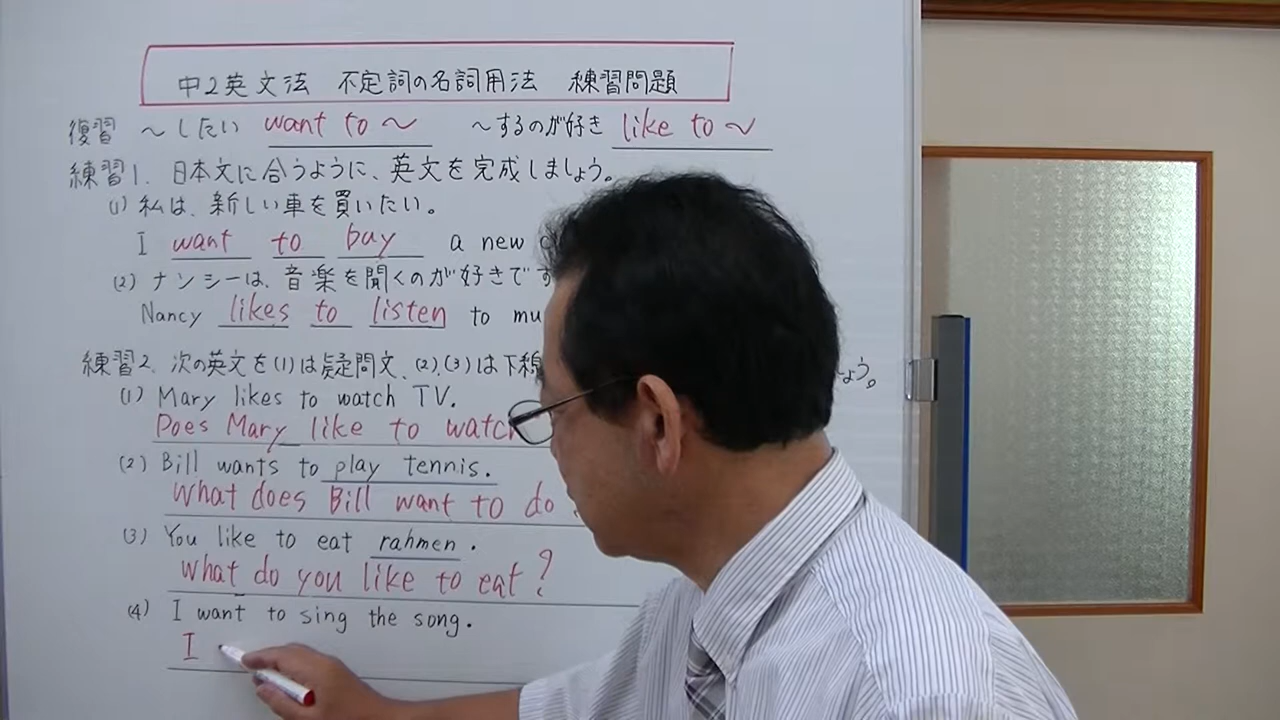 中2英文法 不定詞の名詞用法 練習問題
復習 ～したい want to ～ ～するのが好き like to ～
練習1. 日本文に合うように、英文を完成しましょう。
(1) 私は、新しい車を買いたい。
I want to buy a new
(2) ナンシーは、音楽を聞くのが好きです
Nancy likes to listen to mu
練習2. 次の英文を(1)は疑問文、(2),(3)は下線 ょう。
(1) Mary likes to watch TV.
Does Mary like to watch
(2) Bill wants to play tennis.
What does Bill want to do
(3) You like to eat rahmen.
What do you like to eat?
(4) I want to sing the song.
I